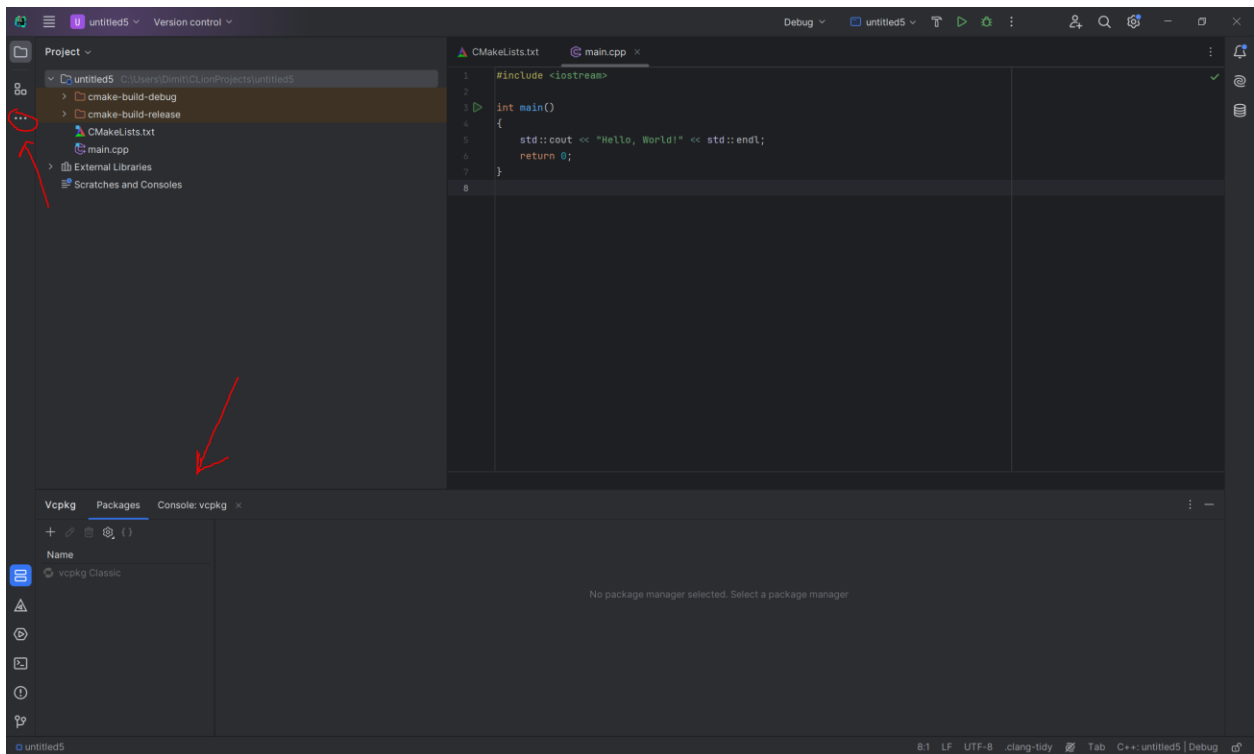 U untitled5 Version control Debug untitled5
Project CMakeLists.txt main.cpp
untitled5 C:\Users\Dimit\CLionProjects\untitled5
cmake-build-debug
cmake-build-release
CMakeLists.txt
main.cpp
External Libraries
Scratches and Consoles
1 #include <iostream>
2
3 int main()
4 {
5 std::cout << "Hello, World!" << std::endl;
6 return 0;
7 }
8
Vcpkg Packages Console: vcpkg
Name
vcpkg Classic
No package manager selected. Select a package manager
untitled5 8:1 LF UTF-8 .clang-tidy Tab C++: untitled5 | Debug